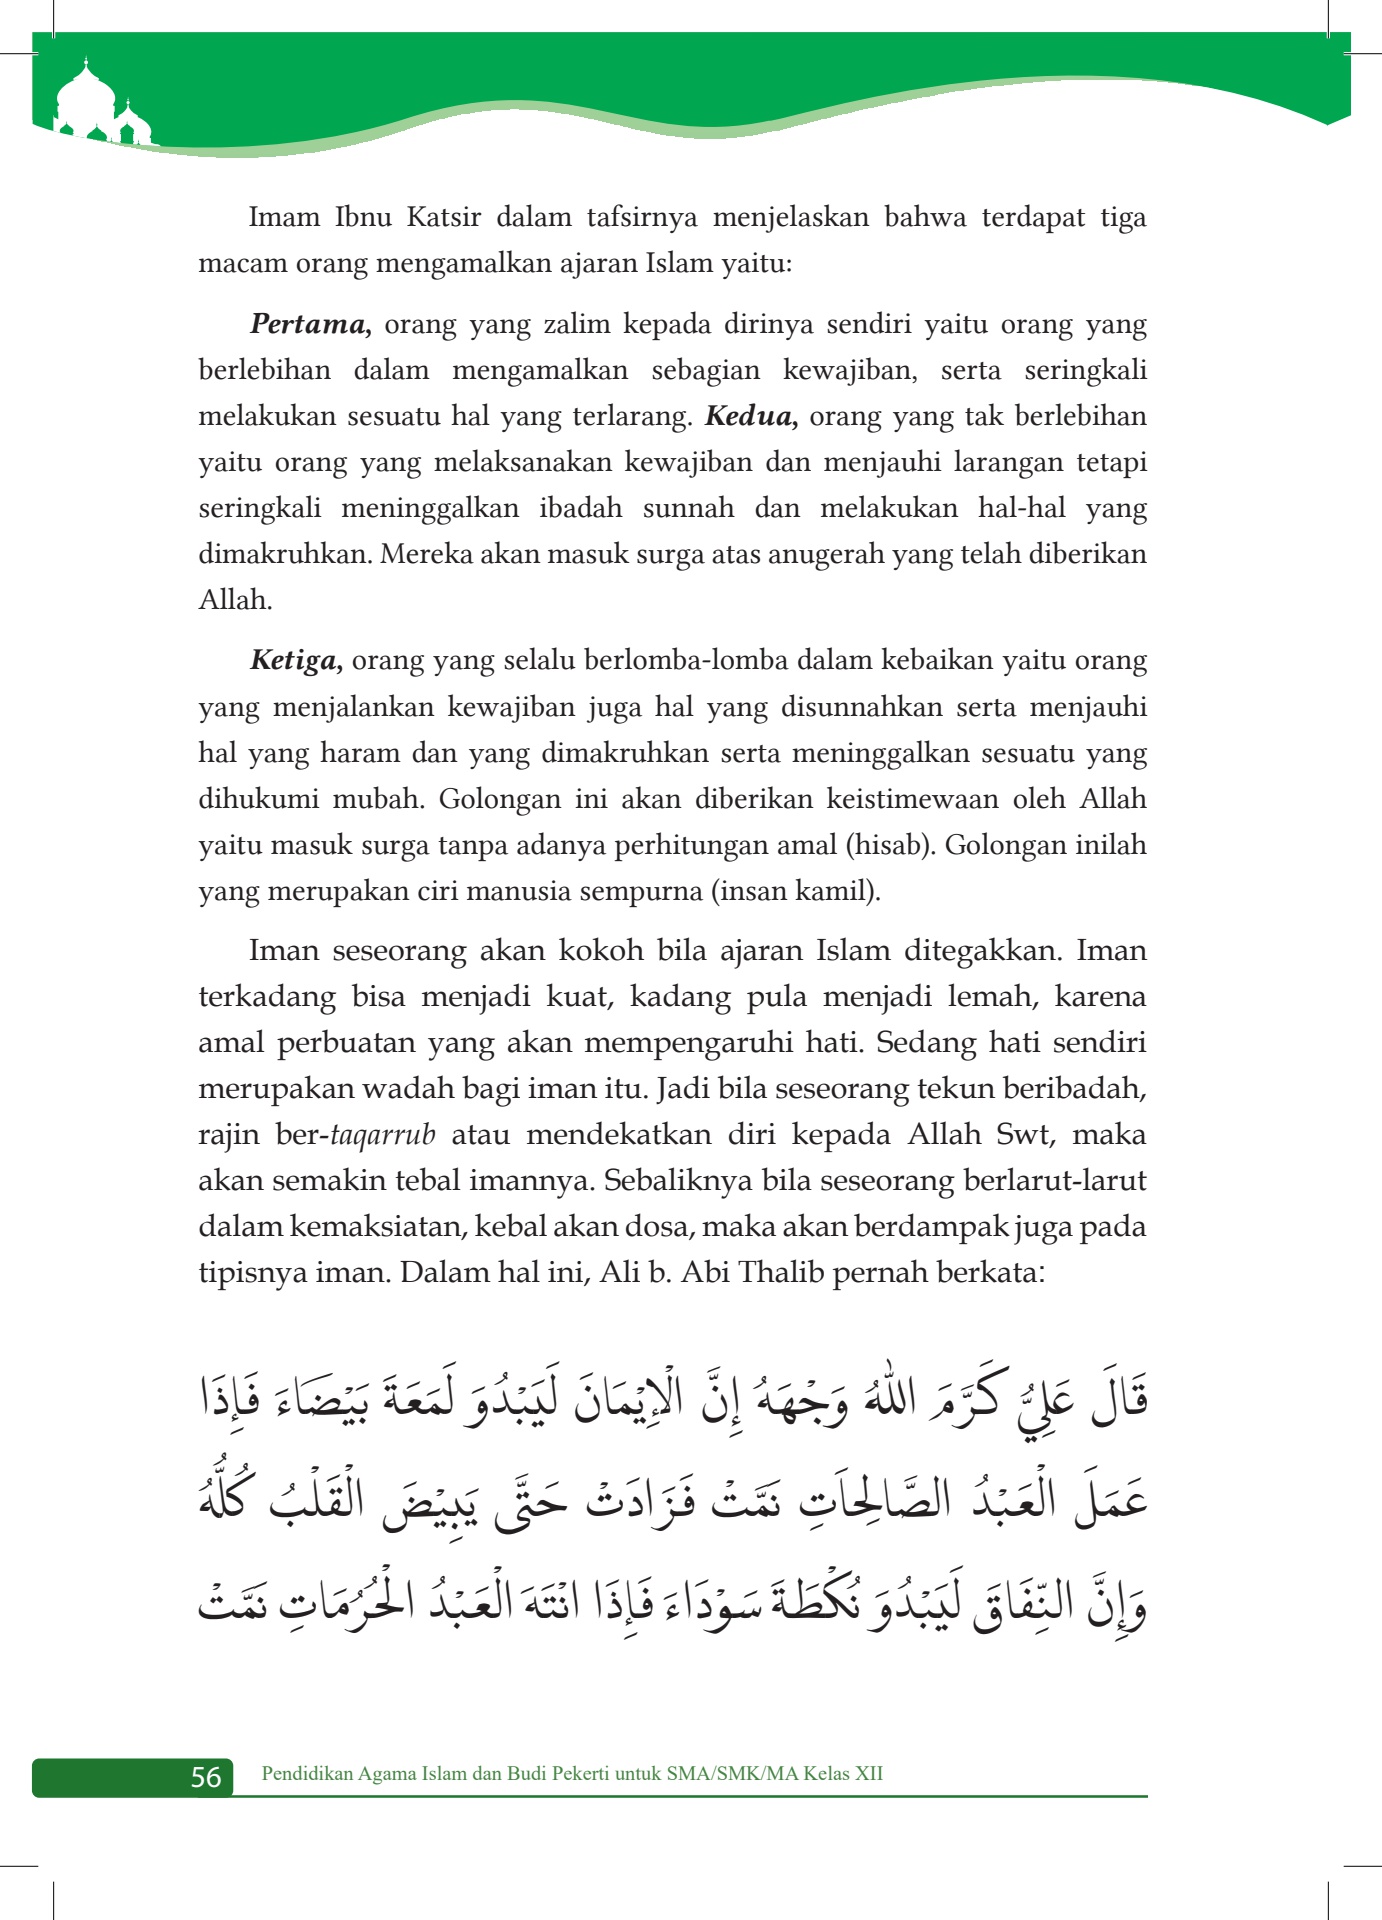 Imam Ibnu Katsir dalam tafsirnya menjelaskan bahwa terdapat tiga
macam orang mengamalkan ajaran Islam yaitu:
Pertama, orang yang zalim kepada dirinya sendiri yaitu orang yang
berlebihan dalam mengamalkan sebagian kewajiban, serta seringkali
melakukan sesuatu hal yang terlarang. Kedua, orang yang tak berlebihan
yaitu orang yang melaksanakan kewajiban dan menjauhi larangan tetapi
seringkali meninggalkan ibadah sunnah dan melakukan hal-hal yang
dimakruhkan. Mereka akan masuk surga atas anugerah yang telah diberikan
Allah.
Ketiga, orang yang selalu berlomba-lomba dalam kebaikan yaitu orang
yang menjalankan kewajiban juga hal yang disunnahkan serta menjauhi
hal yang haram dan yang dimakruhkan serta meninggalkan sesuatu yang
dihukumi mubah. Golongan ini akan diberikan keistimewaan oleh Allah
yaitu masuk surga tanpa adanya perhitungan amal (hisab). Golongan inilah
yang merupakan ciri manusia sempurna (insan kamil).
Iman seseorang akan kokoh bila ajaran Islam ditegakkan. Iman
terkadang bisa menjadi kuat, kadang pula menjadi lemah, karena
amal perbuatan yang akan mempengaruhi hati. Sedang hati sendiri
merupakan wadah bagi iman itu. Jadi bila seseorang tekun beribadah,
rajin ber-taqarrub atau mendekatkan diri kepada Allah Swt, maka
akan semakin tebal imannya. Sebaliknya bila seseorang berlarut-larut
dalam kemaksiatan, kebal akan dosa, maka akan berdampak juga pada
tipisnya iman. Dalam hal ini, Ali b. Abi Thalib pernah berkata:
قَالَ عَلِيٌّ كَرَّمَ اللهُ وَجْهَهُ إِنَّ الْإِيْمَانَ لَيَبْدُوَ لَمَعَةَ بَيْضَاءَ فَإِذَا
عَمَلَ الْعَبْدُ الصَّالِحاَتِ نَمَّتْ فَزَادَتْ حَتَّى يَبِيْضَ الْقَلْبُ كُلُّهُ
وَإِنَّ النِّفَاقَ لَيَبْدُوَ نُكْطَةَ سَوْدَاءَ فَإِذَا انْتَهَ الْعَبْدُ الْحُرُمَاتِ نَمَّتْ
56 Pendidikan Agama Islam dan Budi Pekerti untuk SMA/SMK/MA Kelas XII